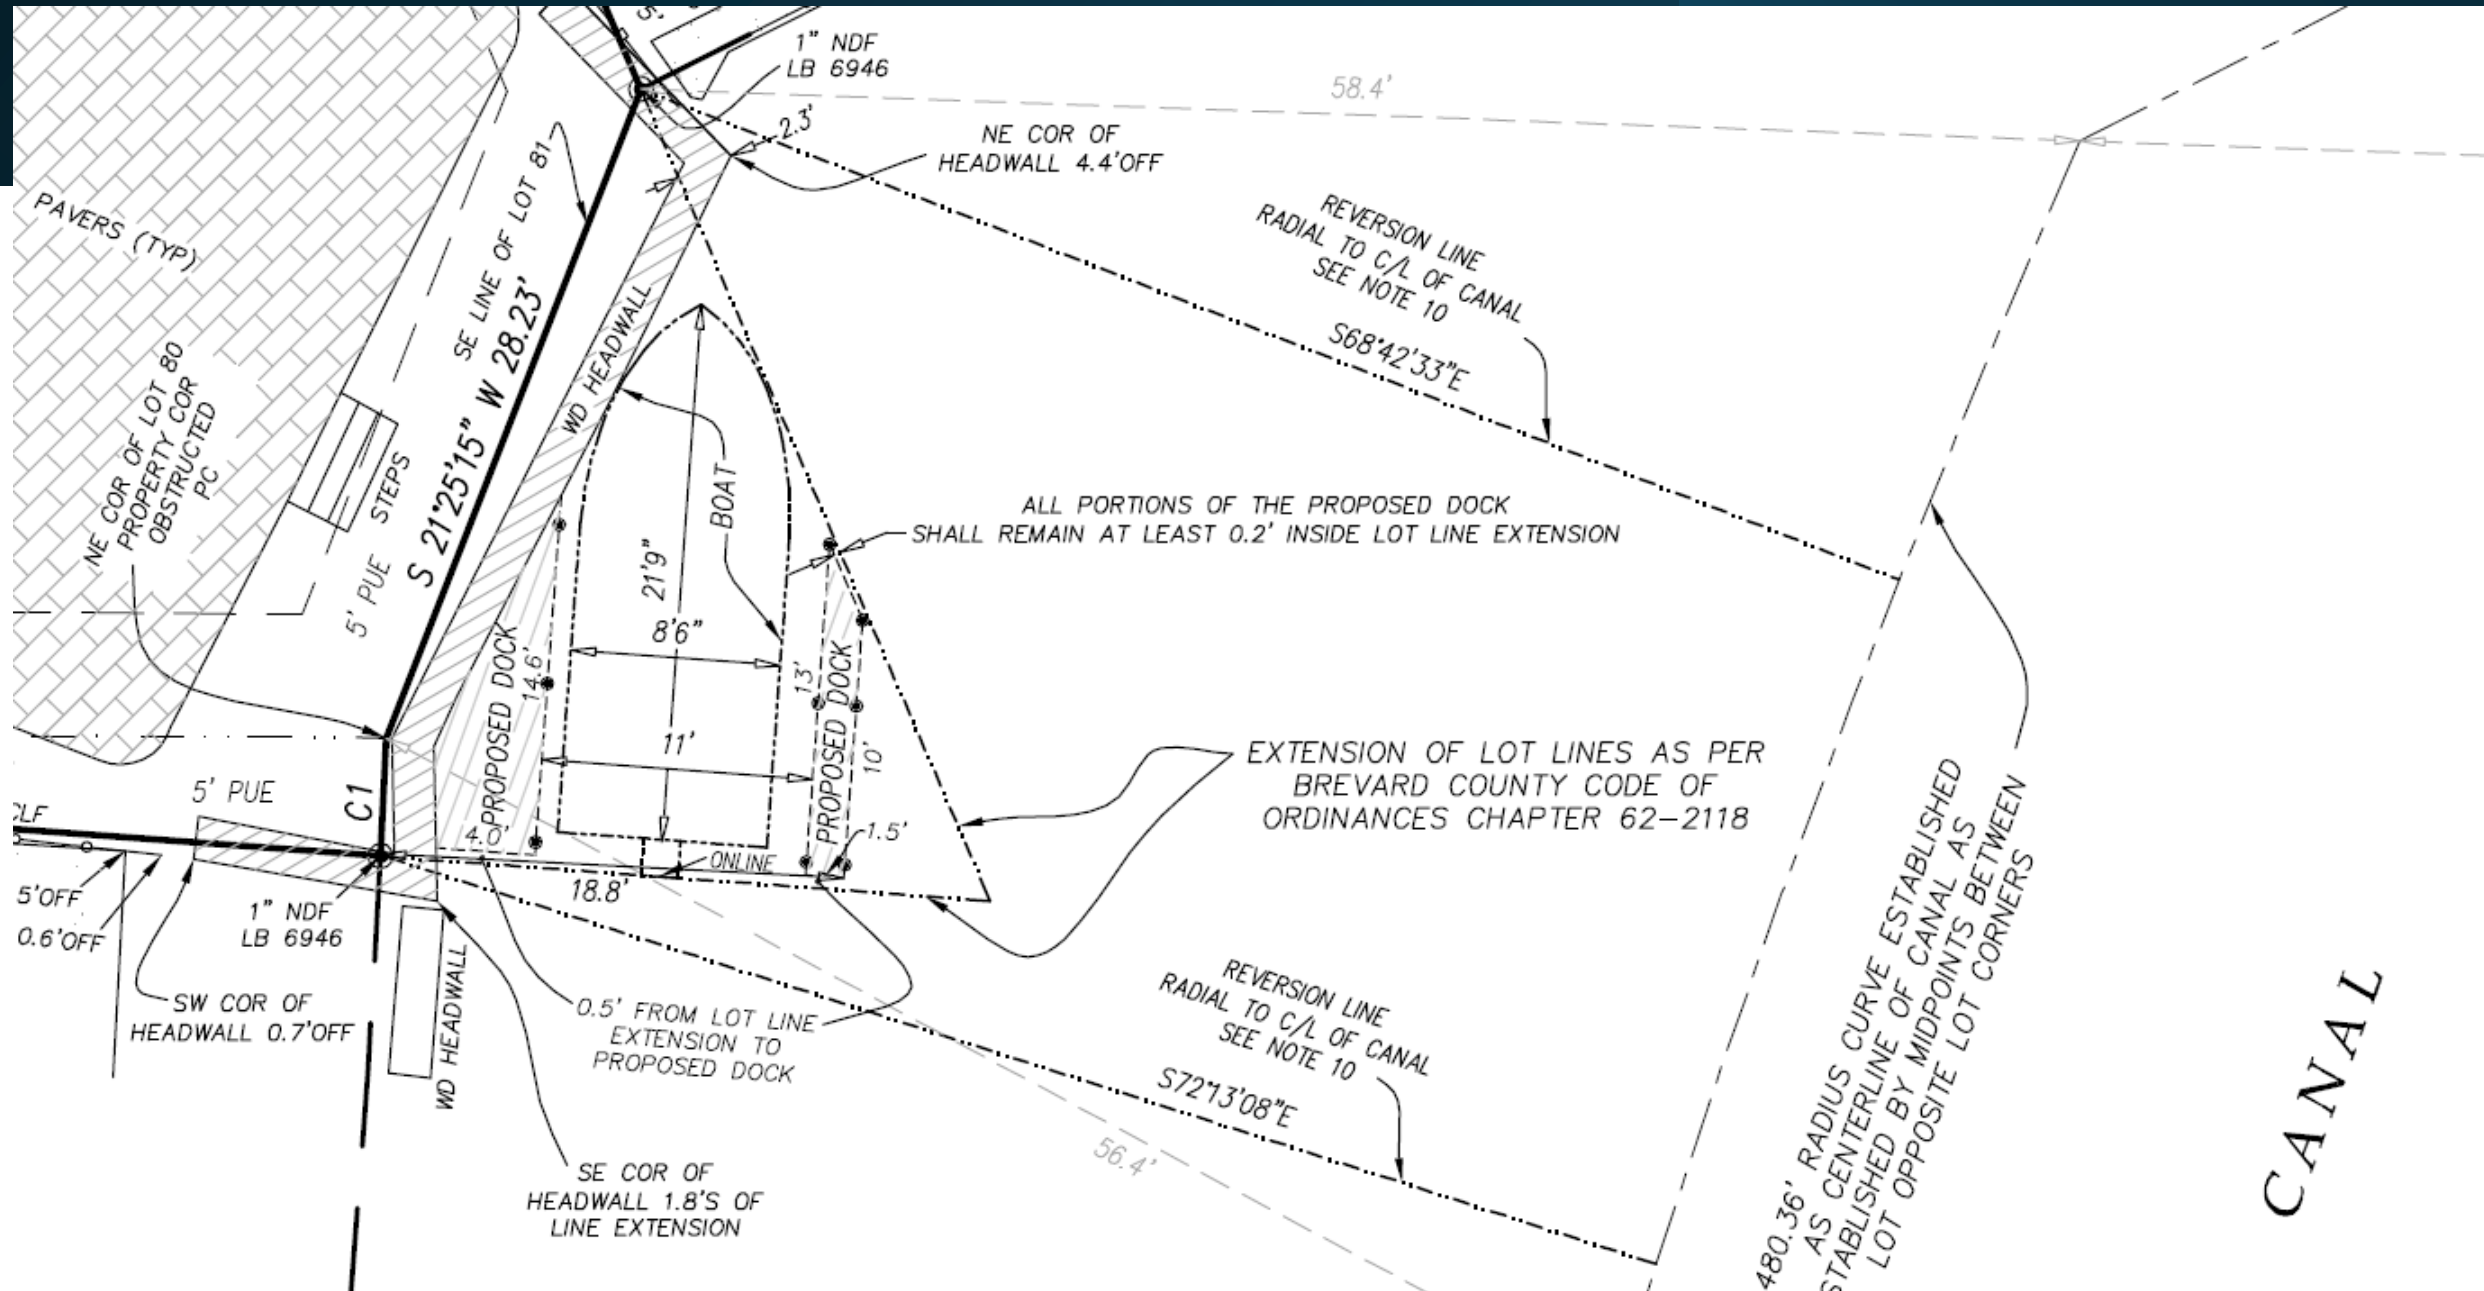 5'
1" NDF
LB 6946
58.4'
2.3'
NE COR OF
HEADWALL 4.4'OFF
PAVERS (TYP)
SE LINE OF LOT 81
S 21°25'15" W 28.23'
WD HEADWALL
REVERSION LINE
RADIAL TO C/L OF CANAL
SEE NOTE 10
S68°42'33"E
NE COR OF LOT 80
PROPERTY COR
OBSTRUCTED
PC
STEPS
5' PUE
BOAT
21'9"
8'6"
ALL PORTIONS OF THE PROPOSED DOCK
SHALL REMAIN AT LEAST 0.2' INSIDE LOT LINE EXTENSION
PROPOSED DOCK
14.6'
13'
PROPOSED DOCK
10'
11'
EXTENSION OF LOT LINES AS PER
BREVARD COUNTY CODE OF
ORDINANCES CHAPTER 62-2118
5' PUE
C1
CLF
4.0'
1.5'
ONLINE
18.8'
5'OFF
0.6'OFF
1" NDF
LB 6946
WD HEADWALL
SW COR OF
HEADWALL 0.7'OFF
0.5' FROM LOT LINE
EXTENSION TO
PROPOSED DOCK
REVERSION LINE
RADIAL TO C/L OF CANAL
SEE NOTE 10
S72°13'08"E
56.4'
SE COR OF
HEADWALL 1.8'S OF
LINE EXTENSION
480.36' RADIUS CURVE ESTABLISHED
AS CENTERLINE OF CANAL AS
STABLISHED BY MIDPOINTS BETWEEN
LOT OPPOSITE LOT CORNERS
CANAL